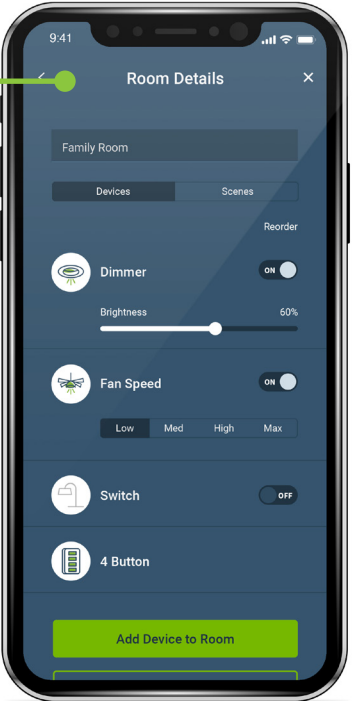 9:41
Room Details
Family Room
Devices Scenes
Reorder
Dimmer ON
Brightness 60%
Fan Speed ON
Low Med High Max
Switch OFF
4 Button
Add Device to Room